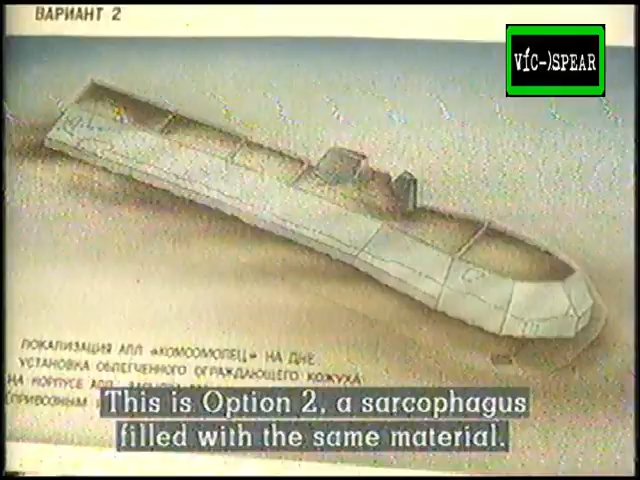 ВАРИАНТ 2
VíC-)SPEAR
ЛОКАЛИЗАЦИЯ АПЛ «КОМСОМОЛЕЦ» НА ДНЕ
УСТАНОВКА ОБЛЕГЧЕННОГО ОГРАЖДАЮЩЕГО КОЖУХА
НА КОРПУСЕ АПЛ
This is Option 2, a sarcophagus
filled with the same material.